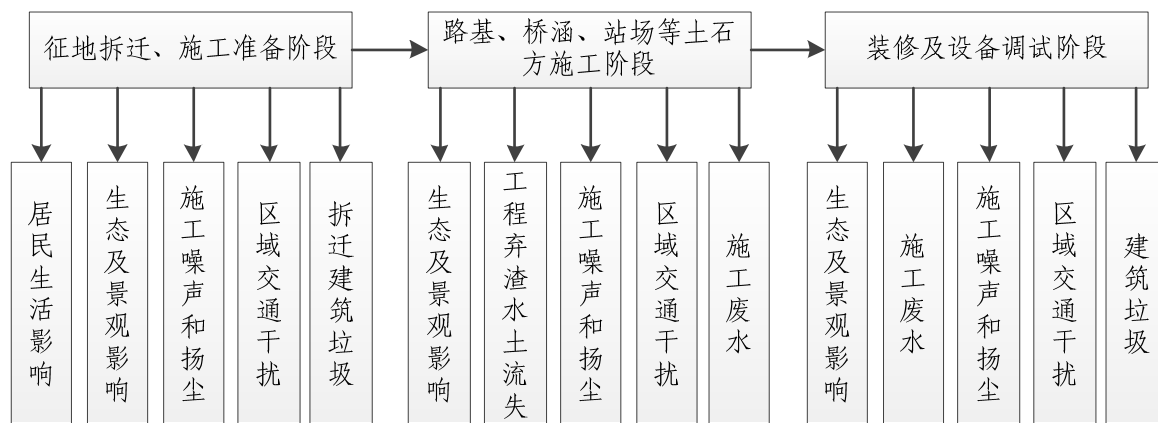 征地拆迁、施工准备阶段
路基、桥涵、站场等土石
方施工阶段
装修及设备调试阶段
居民生活影响
生态及景观影响
施工噪声和扬尘
区域交通干扰
拆迁建筑垃圾
生态及景观影响
工程弃渣水土流失
施工噪声和扬尘
区域交通干扰
施工废水
生态及景观影响
施工废水
施工噪声和扬尘
区域交通干扰
建筑垃圾